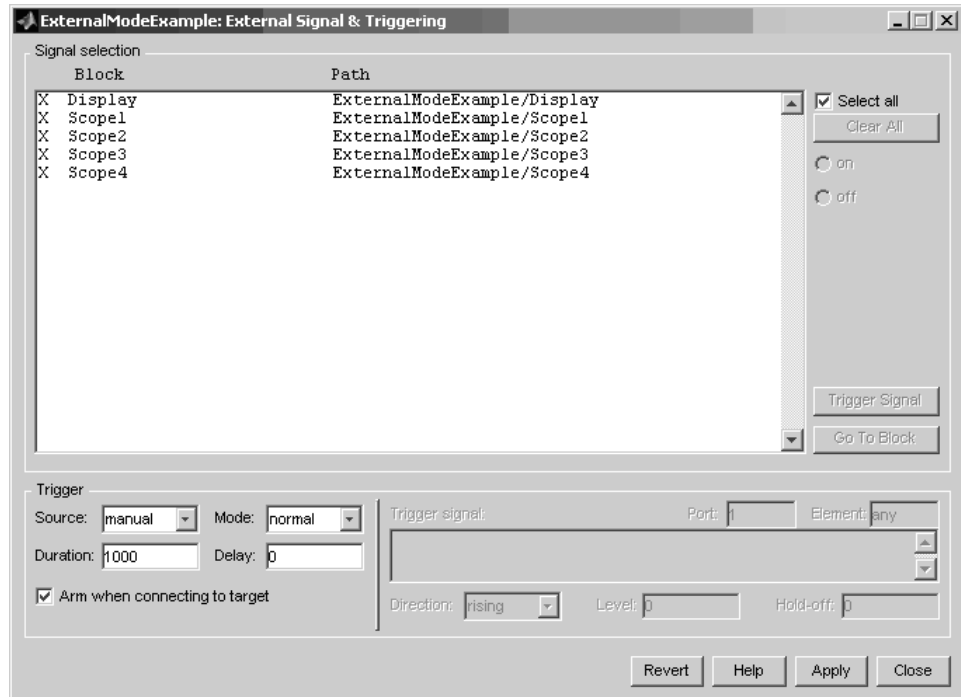 ExternalModeExample: External Signal & Triggering
Signal selection
Block Path
X Display ExternalModeExample/Display
X Scope1 ExternalModeExample/Scope1
X Scope2 ExternalModeExample/Scope2
X Scope3 ExternalModeExample/Scope3
X Scope4 ExternalModeExample/Scope4
Select all
Clear All
on
off
Trigger Signal
Go To Block
Trigger
Source: manual Mode: normal
Duration: 1000 Delay: 0
Arm when connecting to target
Trigger signal: Port: 1 Element: any
Direction: rising Level: 0 Hold-off: 0
Revert Help Apply Close